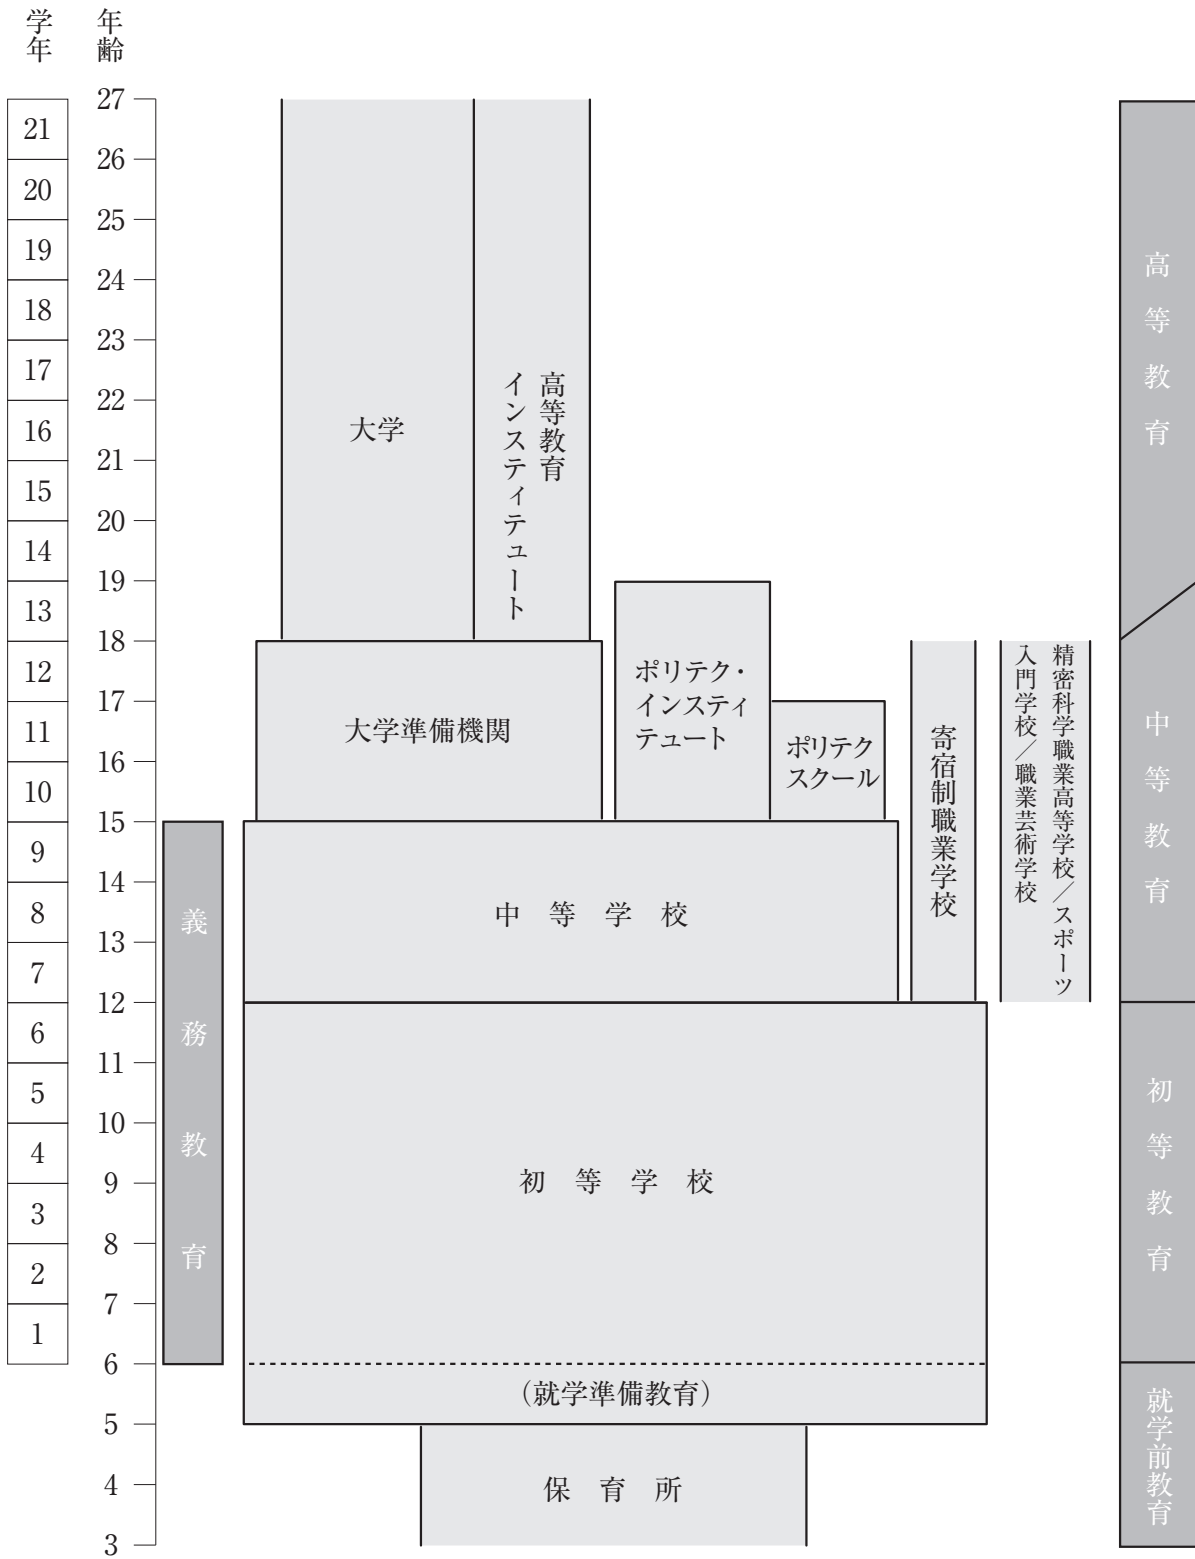 学年
年齢
21
20
19
18
17
16
15
14
13
12
11
10
9
8
7
6
5
4
3
2
1
27
26
25
24
23
22
21
20
19
18
17
16
15
14
13
12
11
10
9
8
7
6
5
4
3
義務教育
大学
高等教育
インスティテュート
大学準備機関
ポリテク・
インスティ
テュート
ポリテク
スクール
寄宿制職業学校
精密科学職業高等学校／スポーツ
入門学校／職業芸術学校
中等学校
初等学校
（就学準備教育）
保育所
高等教育
中等教育
初等教育
就学前教育